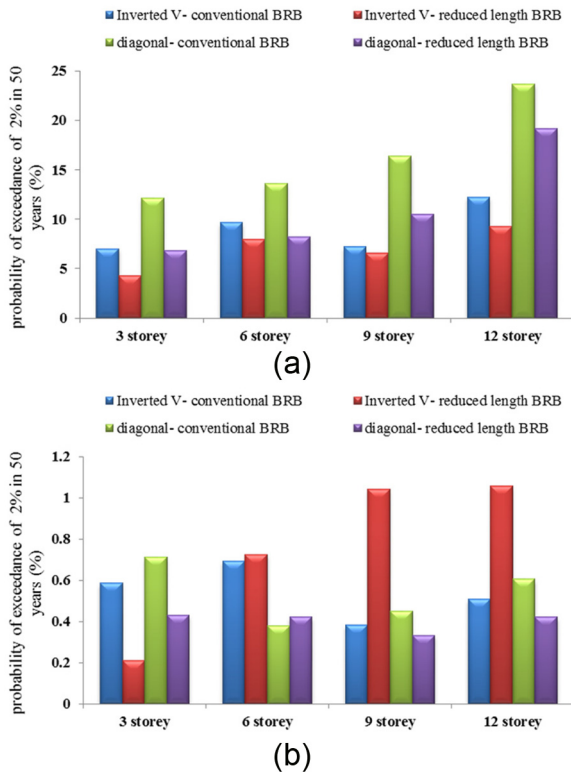 (a)
Inverted V- conventional BRB
Inverted V- reduced length BRB
diagonal- conventional BRB
diagonal- reduced length BRB
probability of exceedance of 2% in 50
years (%)
25
20
15
10
5
0
3 storey
6 storey
9 storey
12 storey
(a)
Inverted V- conventional BRB
Inverted V- reduced length BRB
diagonal- conventional BRB
diagonal- reduced length BRB
probability of exceedance of 2% in 50
years (%)
1.2
1
0.8
0.6
0.4
0.2
0
3 storey
6 storey
9 storey
12 storey
(b)